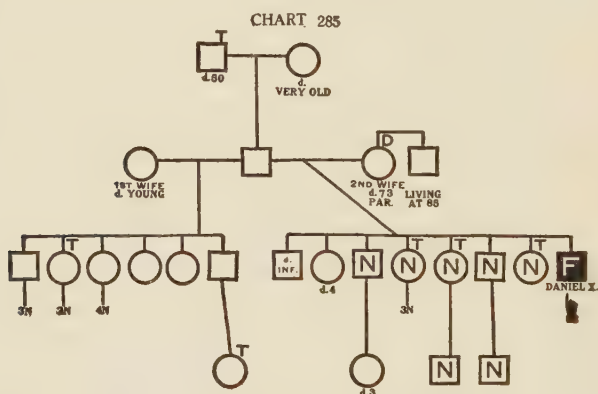 CHART 285
T
d.80
d.
VERY OLD
D
1ST WIFE
d. YOUNG
2ND WIFE
d. 73
PAR.
LIVING
AT 85
T
T
T
T
d.
INF.
N
N
N
N
N
F
d.4
DANIEL X.
3N
3N
4N
3N
T
N
N
d.3